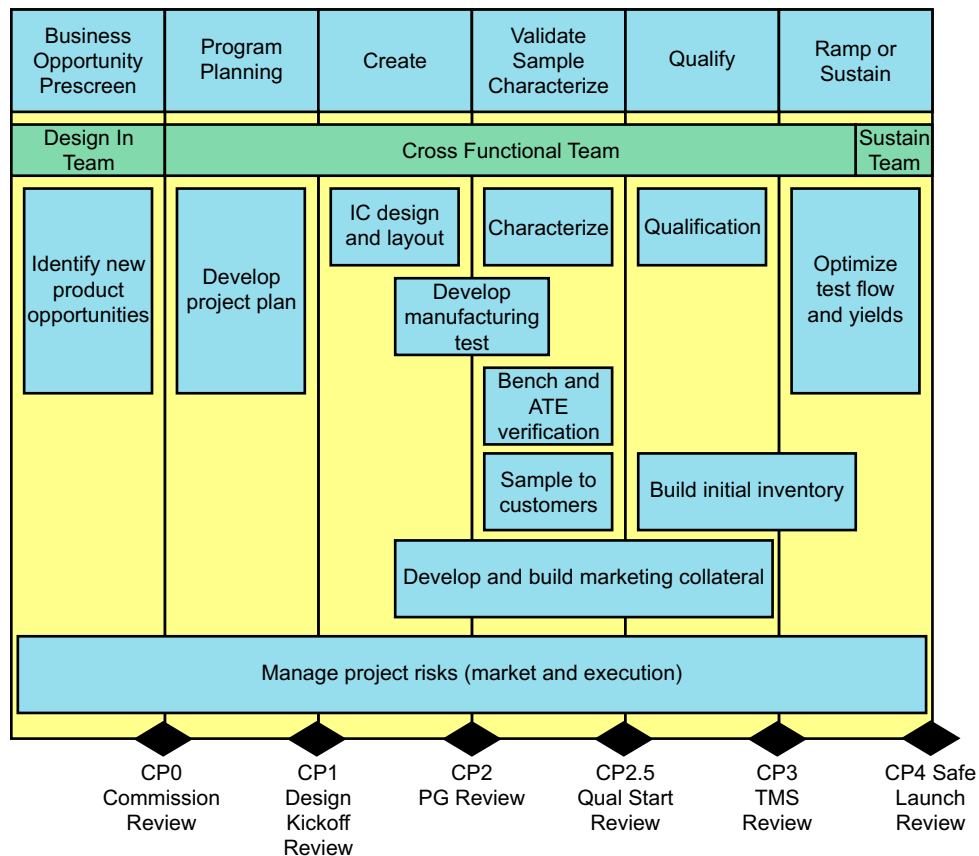 Business
Opportunity
Prescreen
Program
Planning
Create
Validate
Sample
Characterize
Qualify
Ramp or
Sustain
Design In
Team
Cross Functional Team
Sustain
Team
Identify new
product
opportunities
Develop
project plan
IC design
and layout
Characterize
Qualification
Optimize
test flow
and yields
Develop
manufacturing
test
Bench and
ATE
verification
Sample to
customers
Build initial inventory
Develop and build marketing collateral
Manage project risks (market and execution)
CP0
Commission
Review
CP1
Design
Kickoff
Review
CP2
PG Review
CP2.5
Qual Start
Review
CP3
TMS
Review
CP4 Safe
Launch
Review